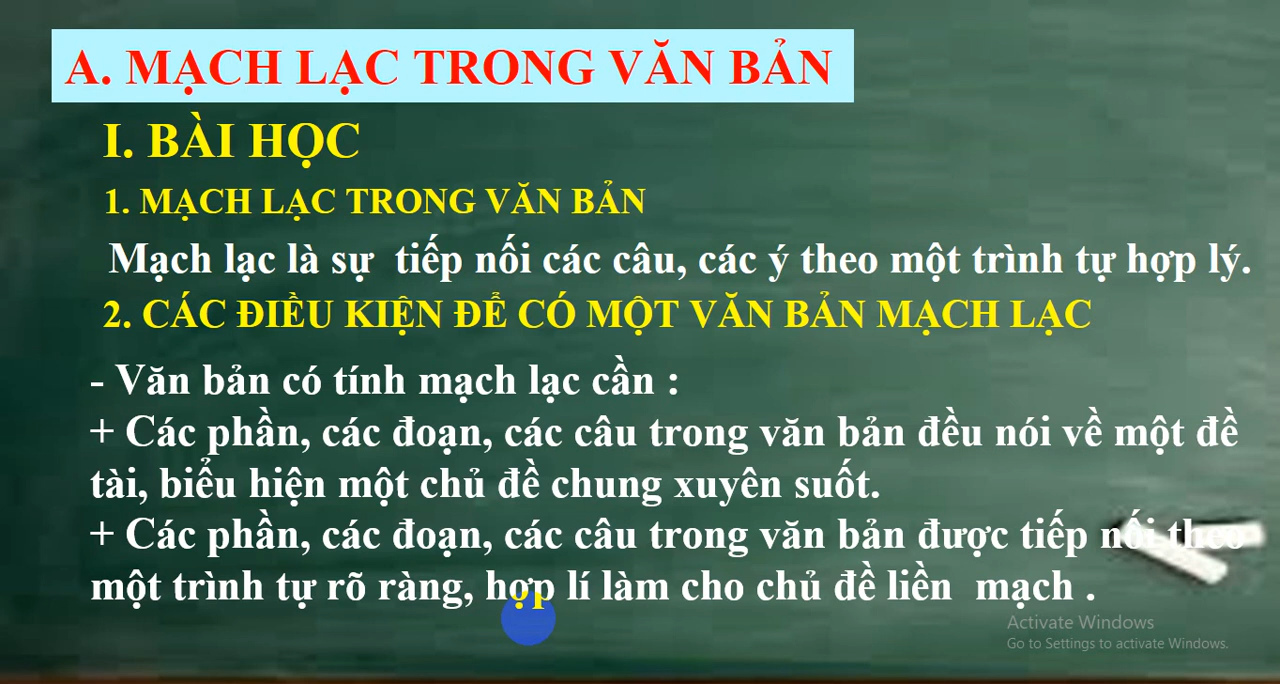 A. MẠCH LẠC TRONG VĂN BẢN
I. BÀI HỌC
1. MẠCH LẠC TRONG VĂN BẢN
Mạch lạc là sự tiếp nối các câu, các ý theo một trình tự hợp lý.
2. CÁC ĐIỀU KIỆN ĐỂ CÓ MỘT VĂN BẢN MẠCH LẠC
- Văn bản có tính mạch lạc cần :
+ Các phần, các đoạn, các câu trong văn bản đều nói về một đề
tài, biểu hiện một chủ đề chung xuyên suốt.
+ Các phần, các đoạn, các câu trong văn bản được tiếp nối theo
một trình tự rõ ràng, hợp lí làm cho chủ đề liền mạch .
Activate Windows
Go to Settings to activate Windows.